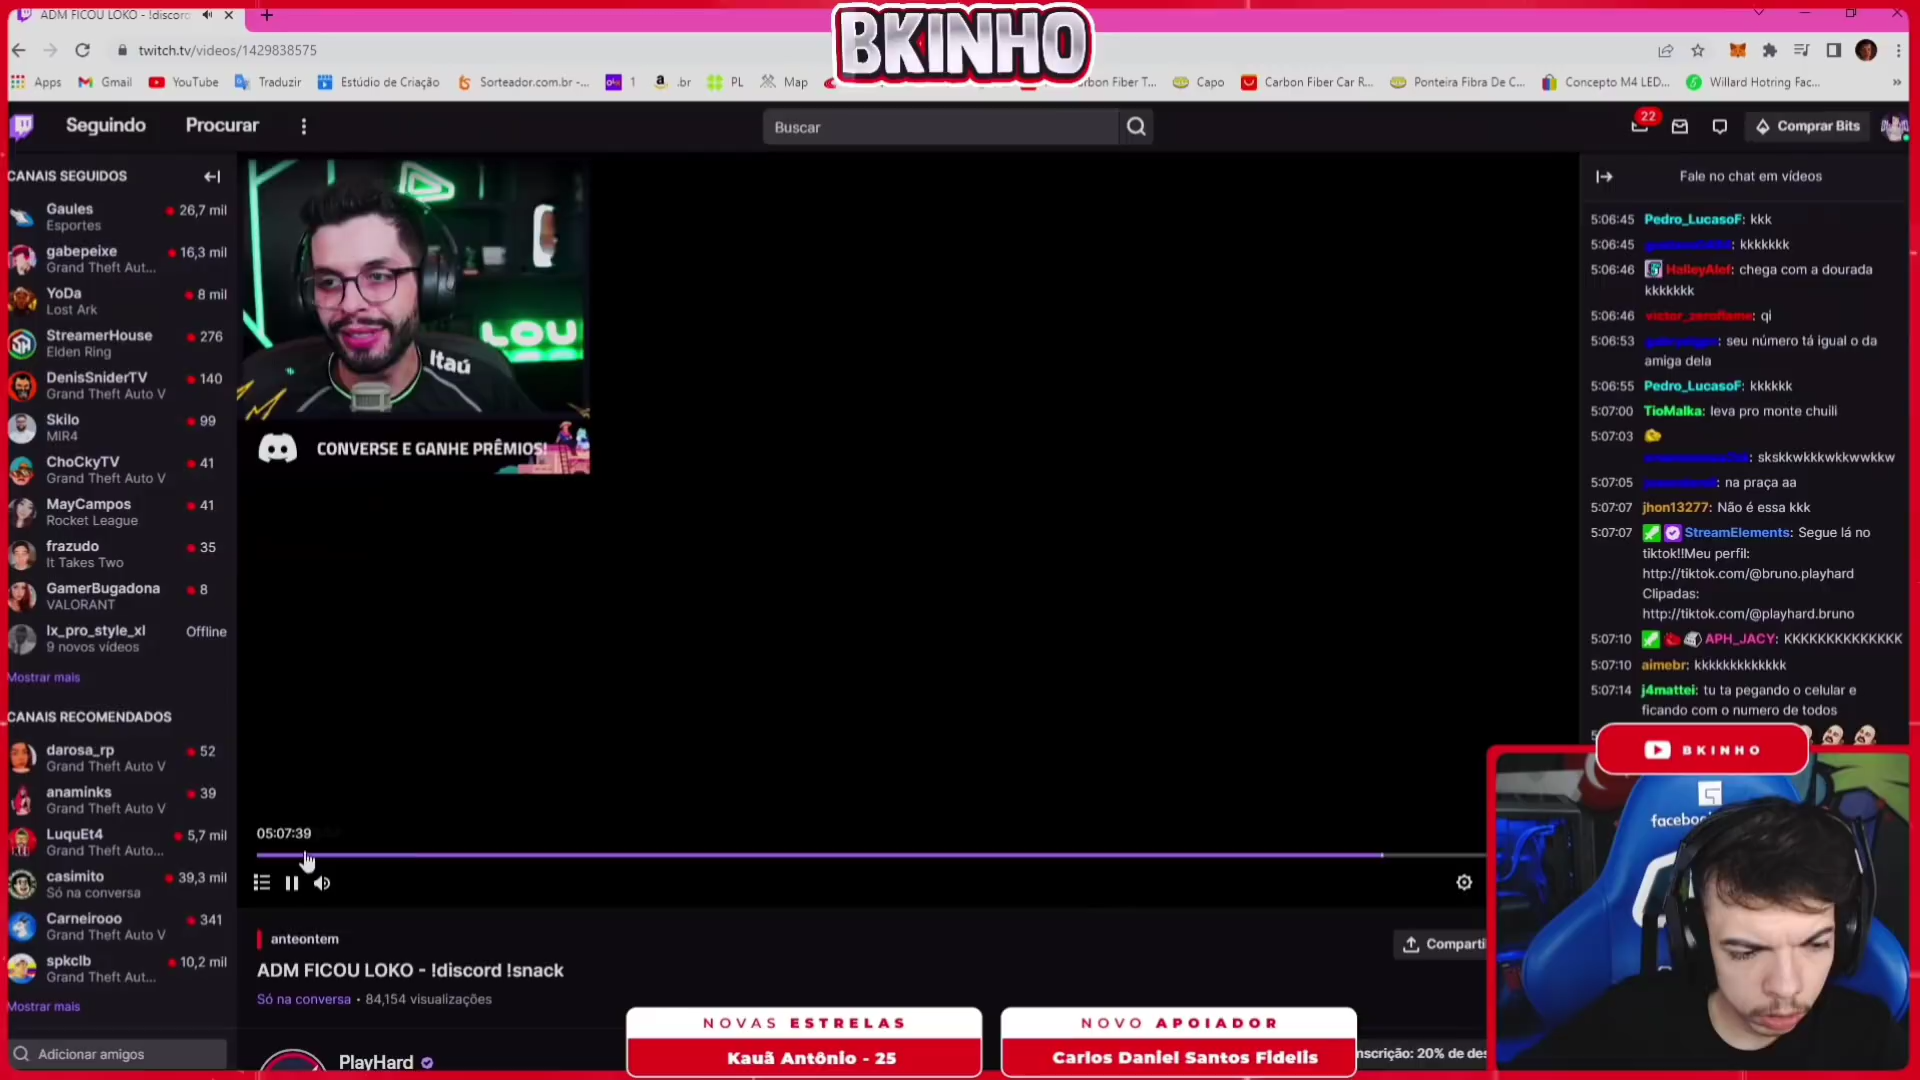 ADM FICOU LOKO - !discord
BKINHO
twitch.tv/videos/1429838575
Apps
Gmail
YouTube
Traduzir
Estúdio de Criação
Sorteador.com.br -...
1
.br
PL
Map
Capo
Carbon Fiber Car R...
Ponteira Fibra De C...
Concepto M4 LED...
Willard Hotring Fac...
»
Seguindo
Procurar
Buscar
22
Comprar Bits
CANAIS SEGUIDOS
Gaules
26,7 mil
Esportes
gabepeixe
16,3 mil
Grand Theft Aut...
YoDa
8 mil
Lost Ark
StreamerHouse
276
Elden Ring
DenisSniderTV
140
Grand Theft Auto V
Skilo
99
MIR4
ChoCkyTV
41
Grand Theft Auto V
MayCampos
41
Rocket League
frazudo
35
It Takes Two
GamerBugadona
8
VALORANT
lx_pro_style_xl
Offline
9 novos vídeos
Mostrar mais
CANAIS RECOMENDADOS
darosa_rp
52
Grand Theft Auto V
anaminks
39
Grand Theft Auto V
LuquEt4
5,7 mil
Grand Theft Auto...
casimito
39,3 mil
Só na conversa
Carneirooo
341
Grand Theft Auto V
spkclb
10,2 mil
Grand Theft Aut...
Mostrar mais
Adicionar amigos
LOU
Itaú
CONVERSE E GANHE PRÊMIOS!
05:07:39
anteontem
Comparti
ADM FICOU LOKO - !discord !snack
Só na conversa • 84,154 visualizações
PlayHard
Fale no chat em vídeos
5:06:45 Pedro_LucasoF: kkk
5:06:45 : kkkkkkk
5:06:46 HalleyAlef: chega com a dourada
kkkkkkk
5:06:46 victor_zeroflame: qi
5:06:53 : seu número tá igual o da
amiga dela
5:06:55 Pedro_LucasoF: kkkkkk
5:07:00 TioMalka: leva pro monte chuili
5:07:03
: skskkwkkkwkkwwkkw
5:07:05 : na praça aa
5:07:07 jhon13277: Não é essa kkk
5:07:07 StreamElements: Segue lá no
tiktok!!Meu perfil:
http://tiktok.com/@bruno.playhard
Clipadas:
http://tiktok.com/@playhard.bruno
5:07:10 APH_JACY: KKKKKKKKKKKKKK
5:07:10 aimebr: kkkkkkkkkkkkk
5:07:14 j4mattei: tu ta pegando o celular e
ficando com o numero de todos
BKINHO
NOVAS ESTRELAS
Kauã Antônio - 25
NOVO APOIADOR
Carlos Daniel Santos Fidelis
nscrição: 20% de des